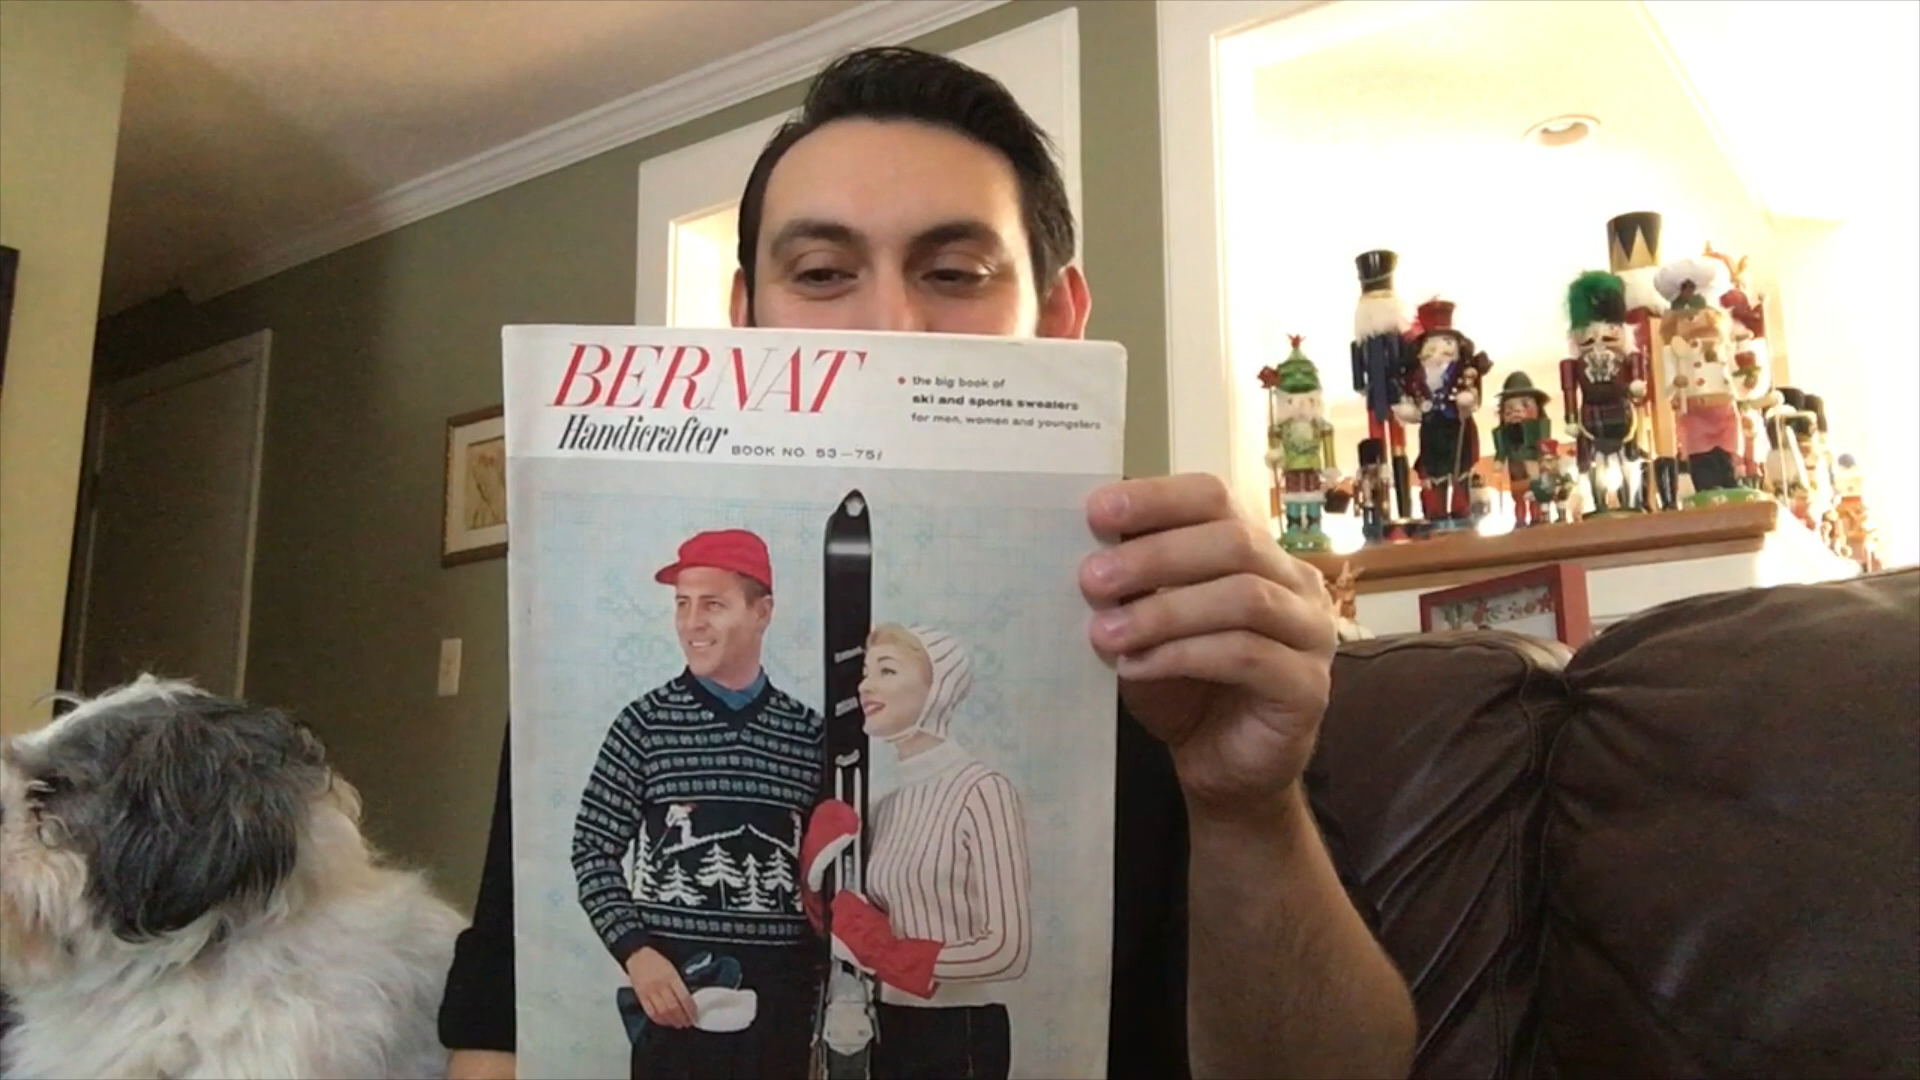 BERNAT
Handicrafter BOOK NO. 53—75¢
the big book of
ski and sports sweaters
for men, women and youngsters